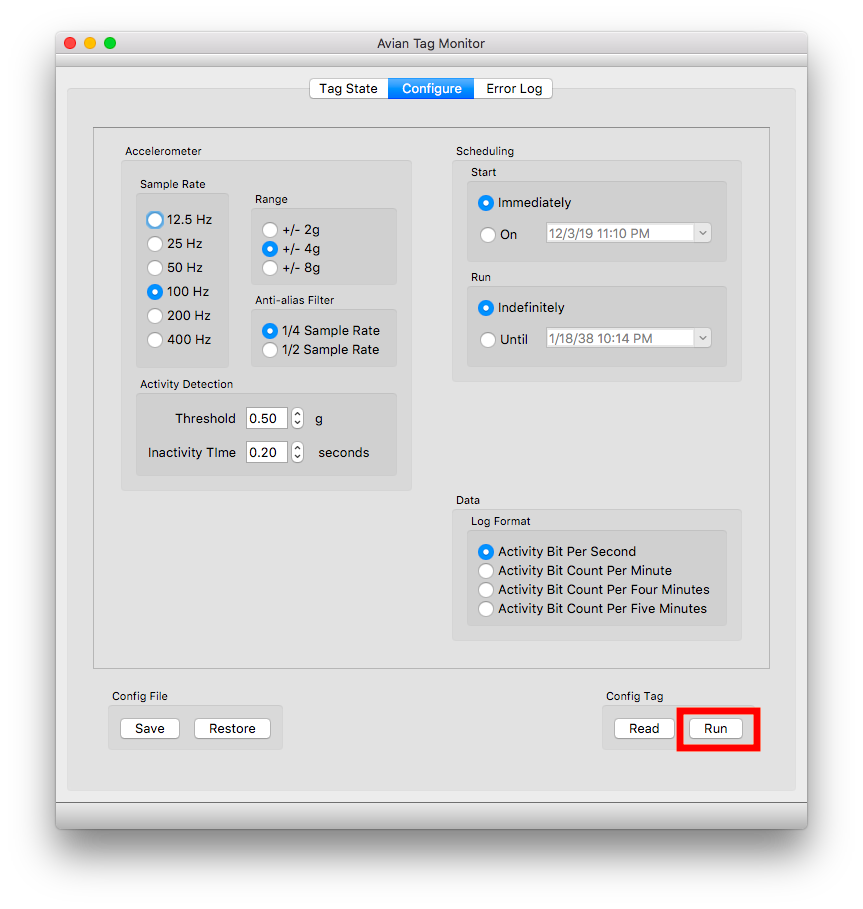 Avian Tag Monitor
Tag State Configure Error Log
Accelerometer
Sample Rate
12.5 Hz
25 Hz
50 Hz
100 Hz
200 Hz
400 Hz
Range
+/- 2g
+/- 4g
+/- 8g
Anti-alias Filter
1/4 Sample Rate
1/2 Sample Rate
Activity Detection
Threshold 0.50 g
Inactivity TIme 0.20 seconds
Scheduling
Start
Immediately
On 12/3/19 11:10 PM
Run
Indefinitely
Until 1/18/38 10:14 PM
Data
Log Format
Activity Bit Per Second
Activity Bit Count Per Minute
Activity Bit Count Per Four Minutes
Activity Bit Count Per Five Minutes
Config File
Save Restore
Config Tag
Read Run